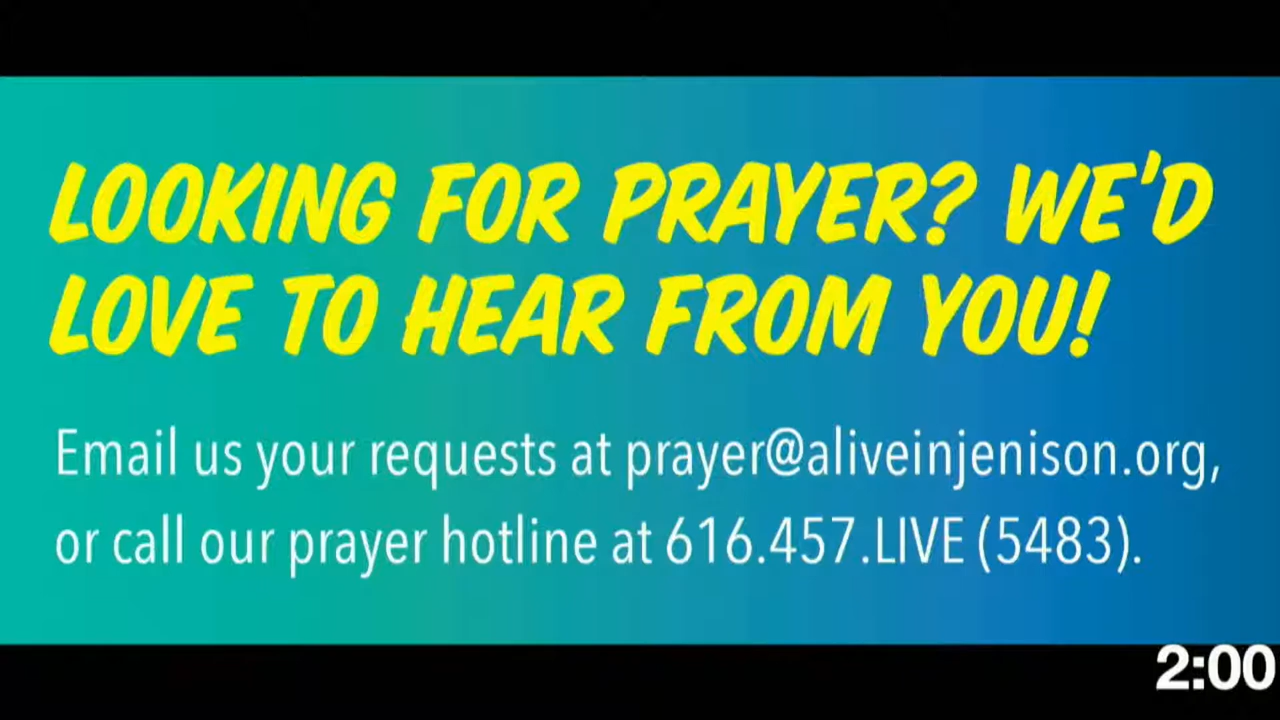 LOOKING FOR PRAYER? WE'D
LOVE TO HEAR FROM YOU!
Email us your requests at prayer@aliveinjenison.org,
or call our prayer hotline at 616.457.LIVE (5483).
2:00